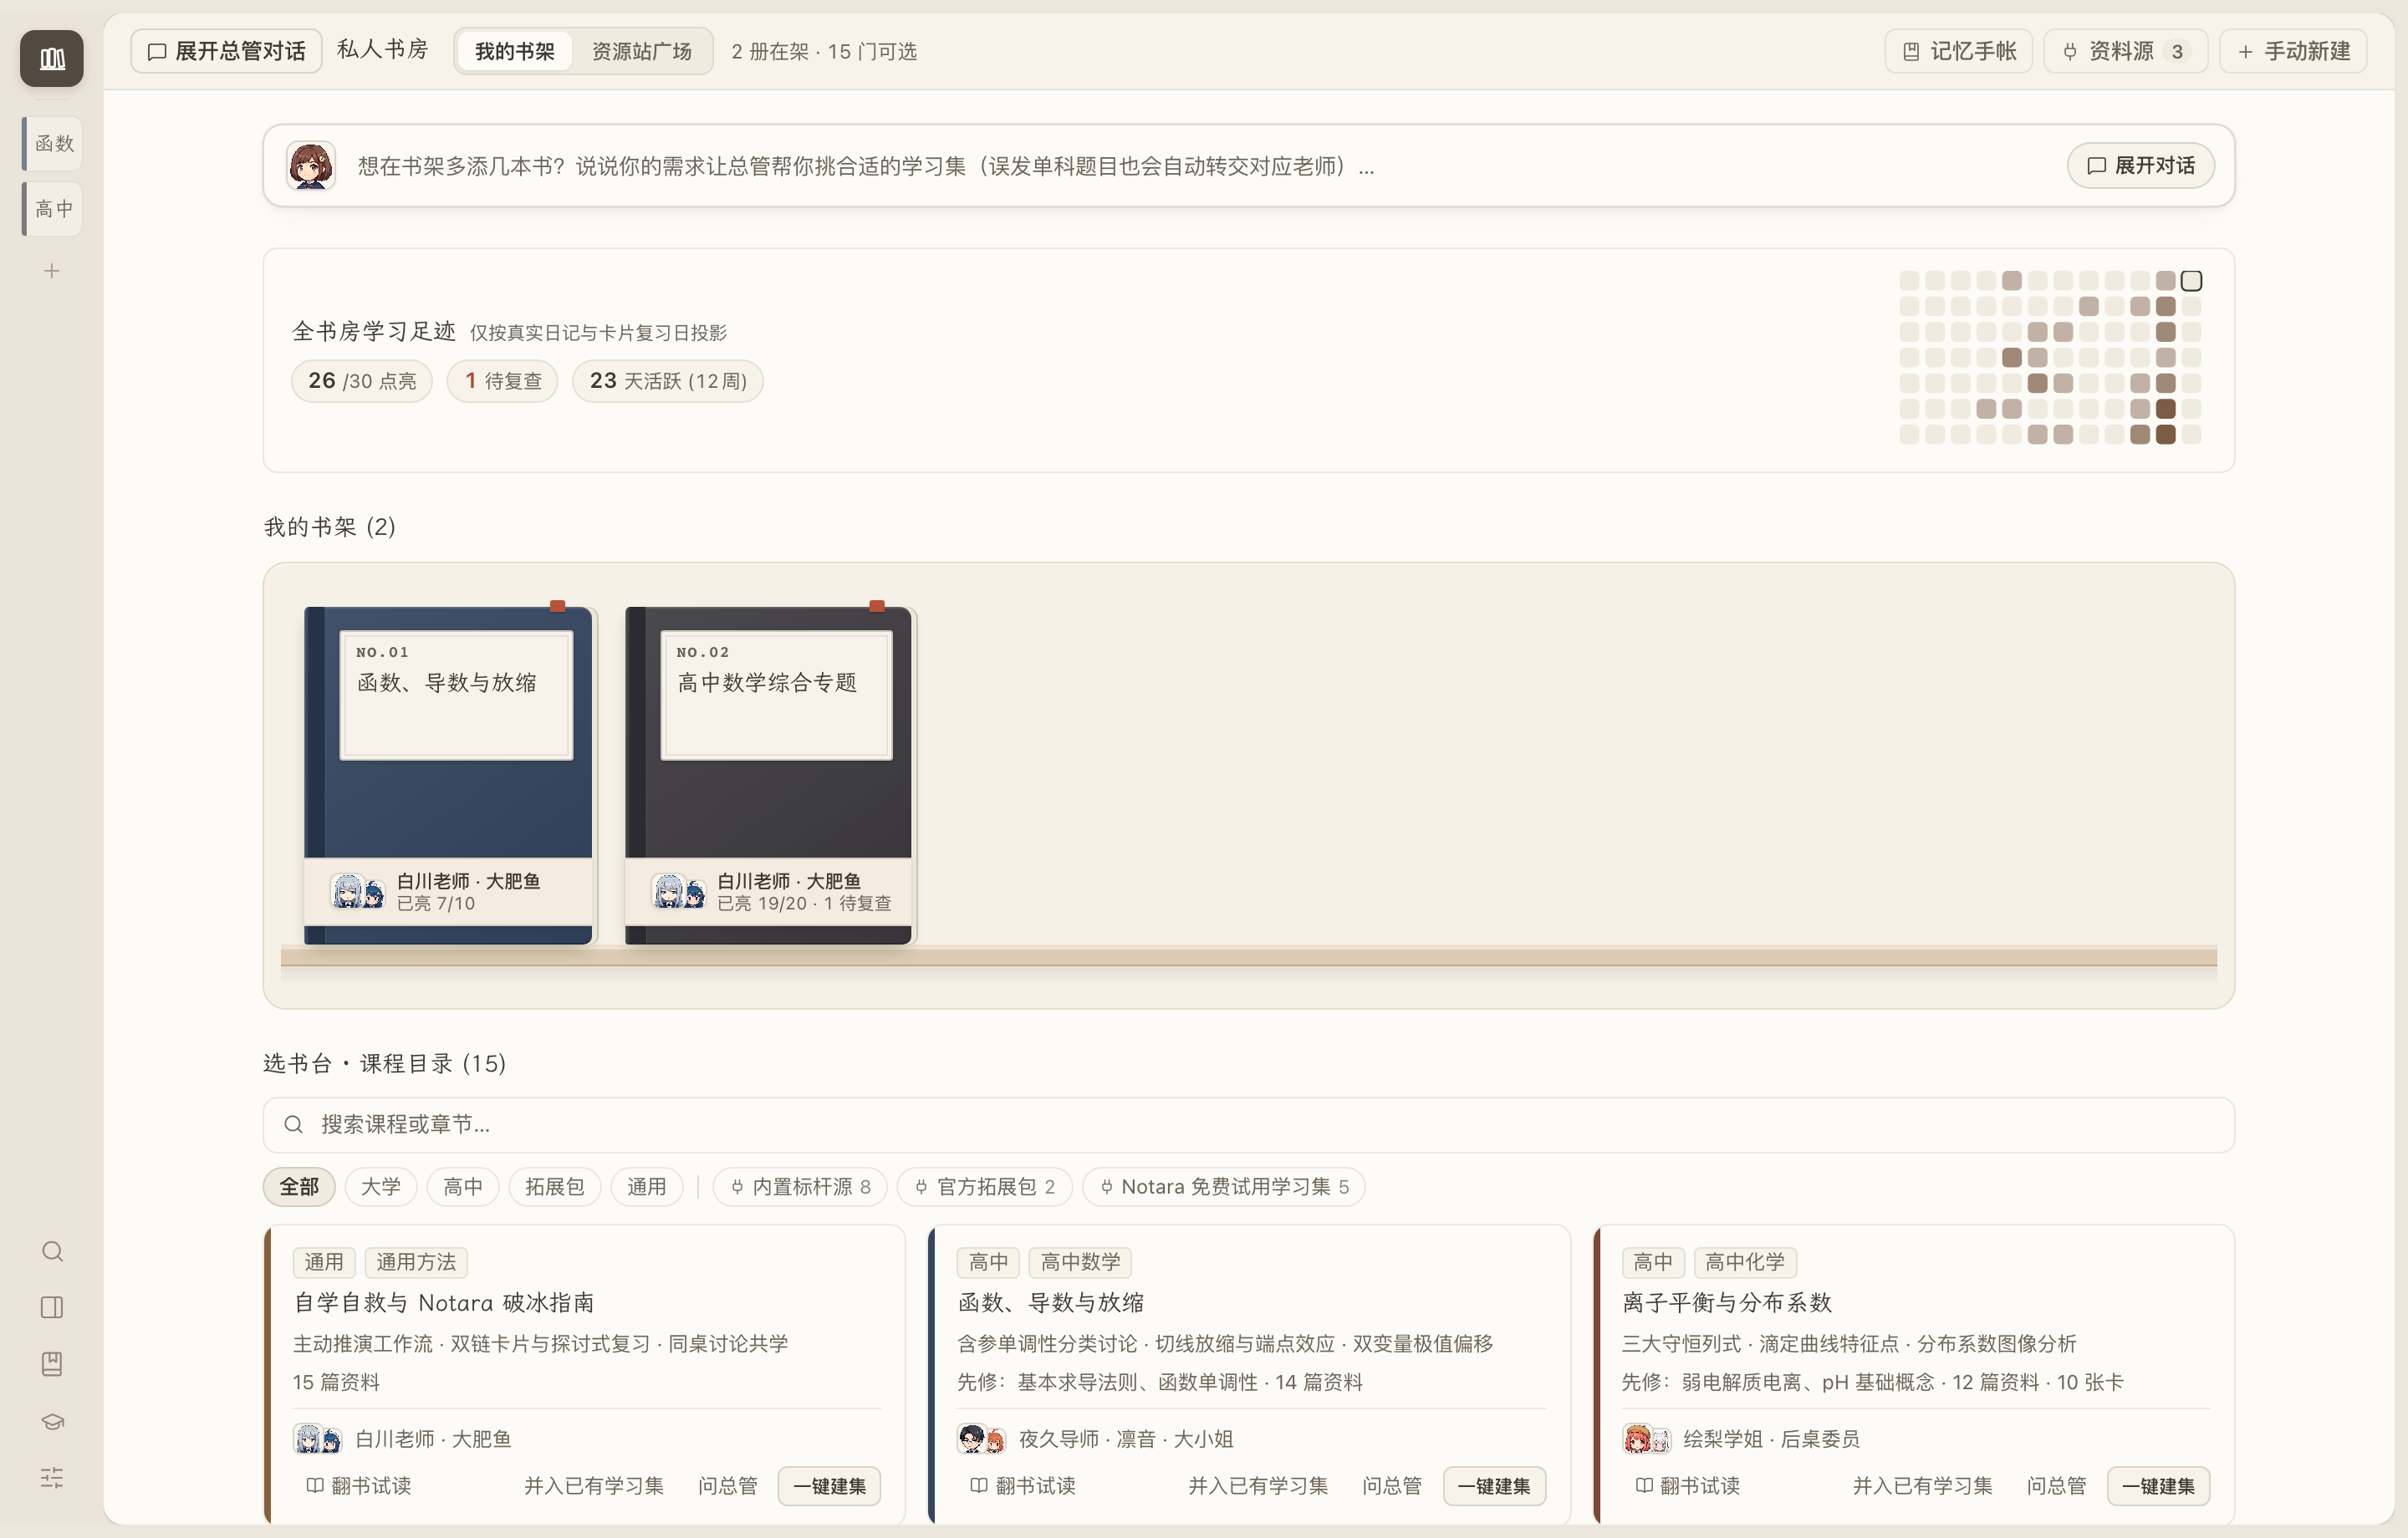 展开总管对话 私人书房 我的书架 资源站广场 2 册在架 · 15 门可选 记忆手帐 资料源 3 手动新建
函数
高中
想在书架多添几本书？说说你的需求让总管帮你挑合适的学习集（误发单科题目也会自动转交对应老师）... 展开对话
全书房学习足迹 仅按真实日记与卡片复习日投影
26 /30 点亮 1 待复查 23 天活跃 (12周)
我的书架 (2)
NO.01 NO.02
函数、导数与放缩 高中数学综合专题
白川老师 · 大肥鱼 白川老师 · 大肥鱼
已亮 7/10 已亮 19/20 · 1 待复查
选书台 · 课程目录 (15)
搜索课程或章节...
全部 大学 高中 拓展包 通用 内置标杆源 8 官方拓展包 2 Notara 免费试用学习集 5
通用 通用方法
自学自救与 Notara 破冰指南
主动推演工作流 · 双链卡片与探讨式复习 · 同桌讨论共学
15 篇资料
白川老师 · 大肥鱼
翻书试读 并入已有学习集 问总管 一键建集
高中 高中数学
函数、导数与放缩
含参单调性分类讨论 · 切线放缩与端点效应 · 双变量极值偏移
先修：基本求导法则、函数单调性 · 14 篇资料
夜久导师 · 凛音 · 大小姐
翻书试读 并入已有学习集 问总管 一键建集
高中 高中化学
离子平衡与分布系数
三大守恒列式 · 滴定曲线特征点 · 分布系数图像分析
先修：弱电解质电离、pH 基础概念 · 12 篇资料 · 10 张卡
绘梨学姐 · 后桌委员
翻书试读 并入已有学习集 问总管 一键建集